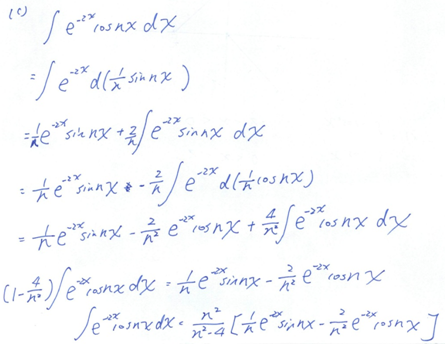 (c)
∫ e^{-2x} cos nx dx
= ∫ e^{-2x} d(1/n sin nx)
= 1/n e^{-2x} sin nx + 2/n ∫ e^{-2x} sin nx dx
= 1/n e^{-2x} sin nx - 2/n ∫ e^{-2x} d(1/n cos nx)
= 1/n e^{-2x} sin nx - 2/n² e^{-2x} cos nx + 4/n² ∫ e^{-2x} cos nx dx
(1 - 4/n²) ∫ e^{-2x} cos nx dx = 1/n e^{-2x} sin nx - 2/n² e^{-2x} cos nx
∫ e^{-2x} cos nx dx = n²/(n²-4) [1/n e^{-2x} sin nx - 2/n² e^{-2x} cos nx]